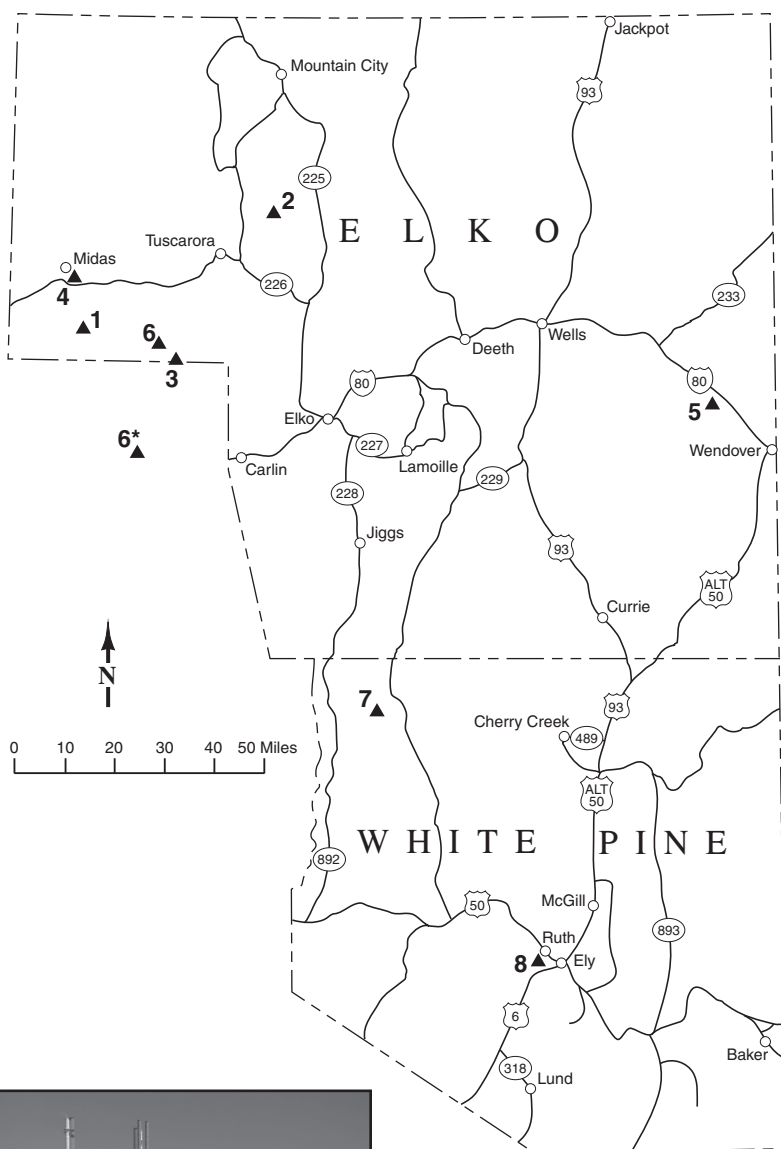 Jackpot
Mountain City
93
225
2
E L K O
Tuscarora
Midas
226
233
4
1
6
3
Deeth
Wells
80
80
5
Elko
227
Lamoille
Wendover
6*
Carlin
229
228
Jiggs
93
ALT
50
Currie
N
7
93
Cherry Creek
489
0 10 20 30 40 50 Miles
ALT
50
W H I T E P I N E
892
50
McGill
893
Ruth
8
Ely
6
Baker
318
Lund